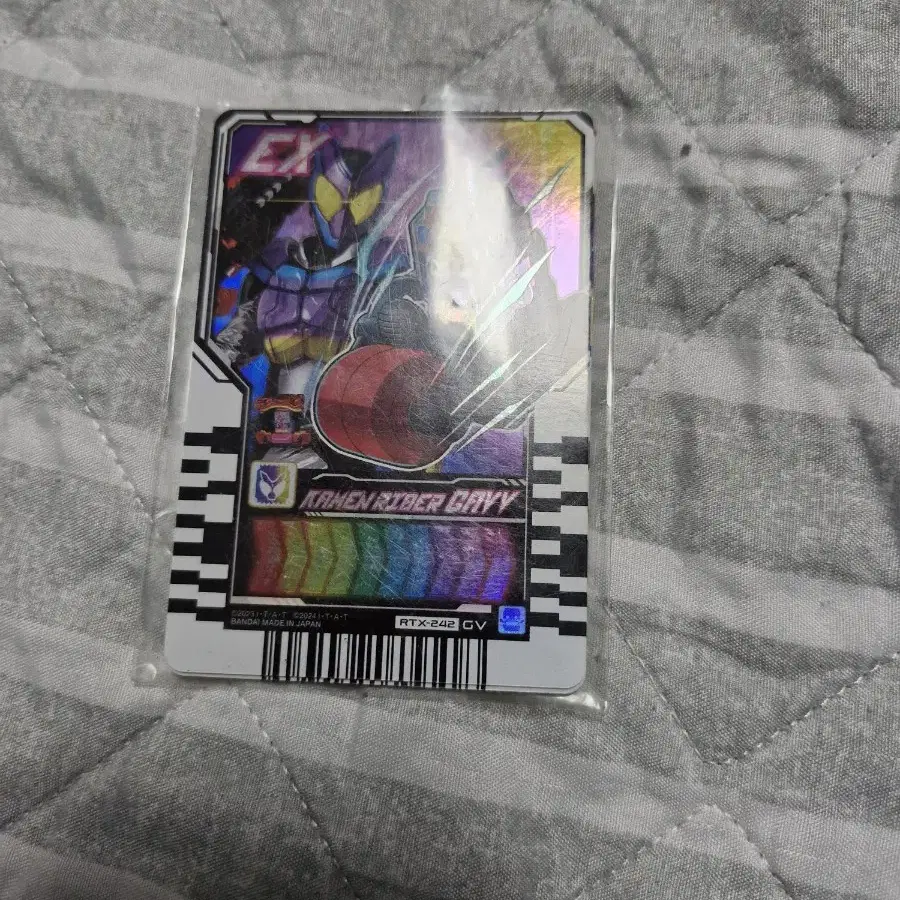 EX
KAMEN RIDER GAVV
©2023 I・T・A・T ©2024 I・T・A・T
BANDAI MADE IN JAPAN
RTX-242 GV